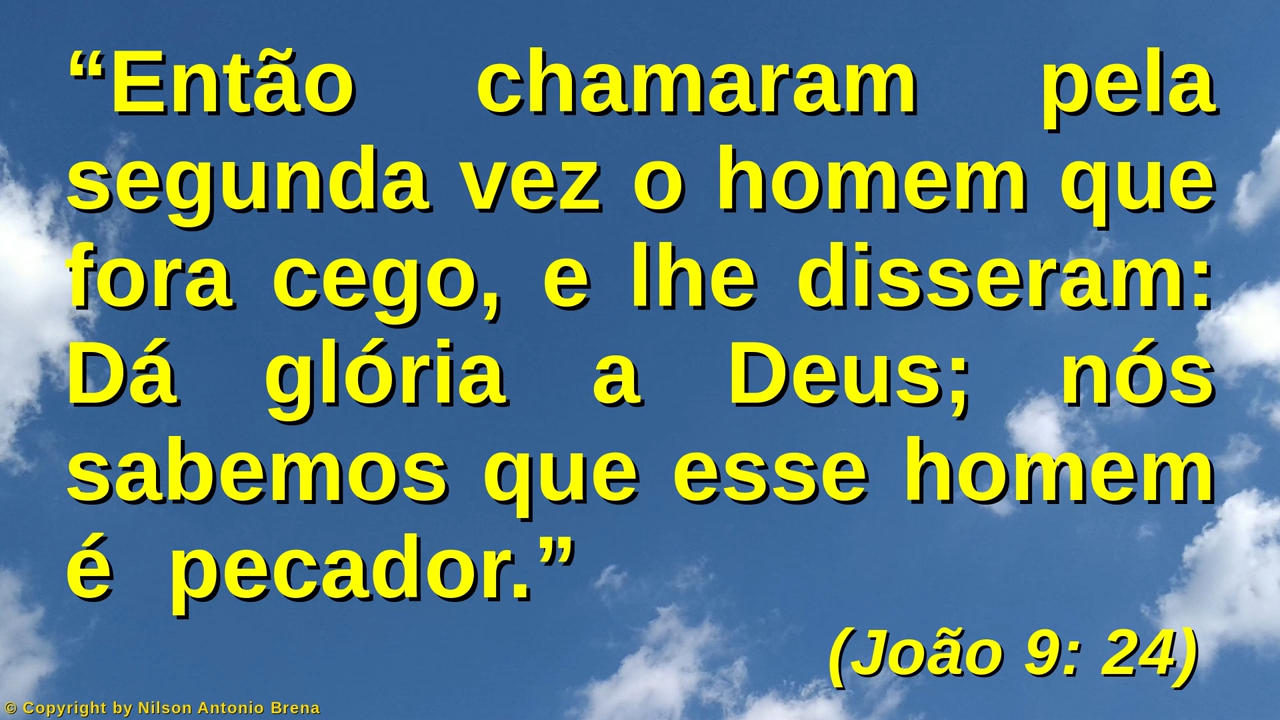 “Então chamaram pela
segunda vez o homem que
fora cego, e lhe disseram:
Dá glória a Deus; nós
sabemos que esse homem
é pecador.”
(João 9: 24)
© Copyright by Nilson Antonio Brena